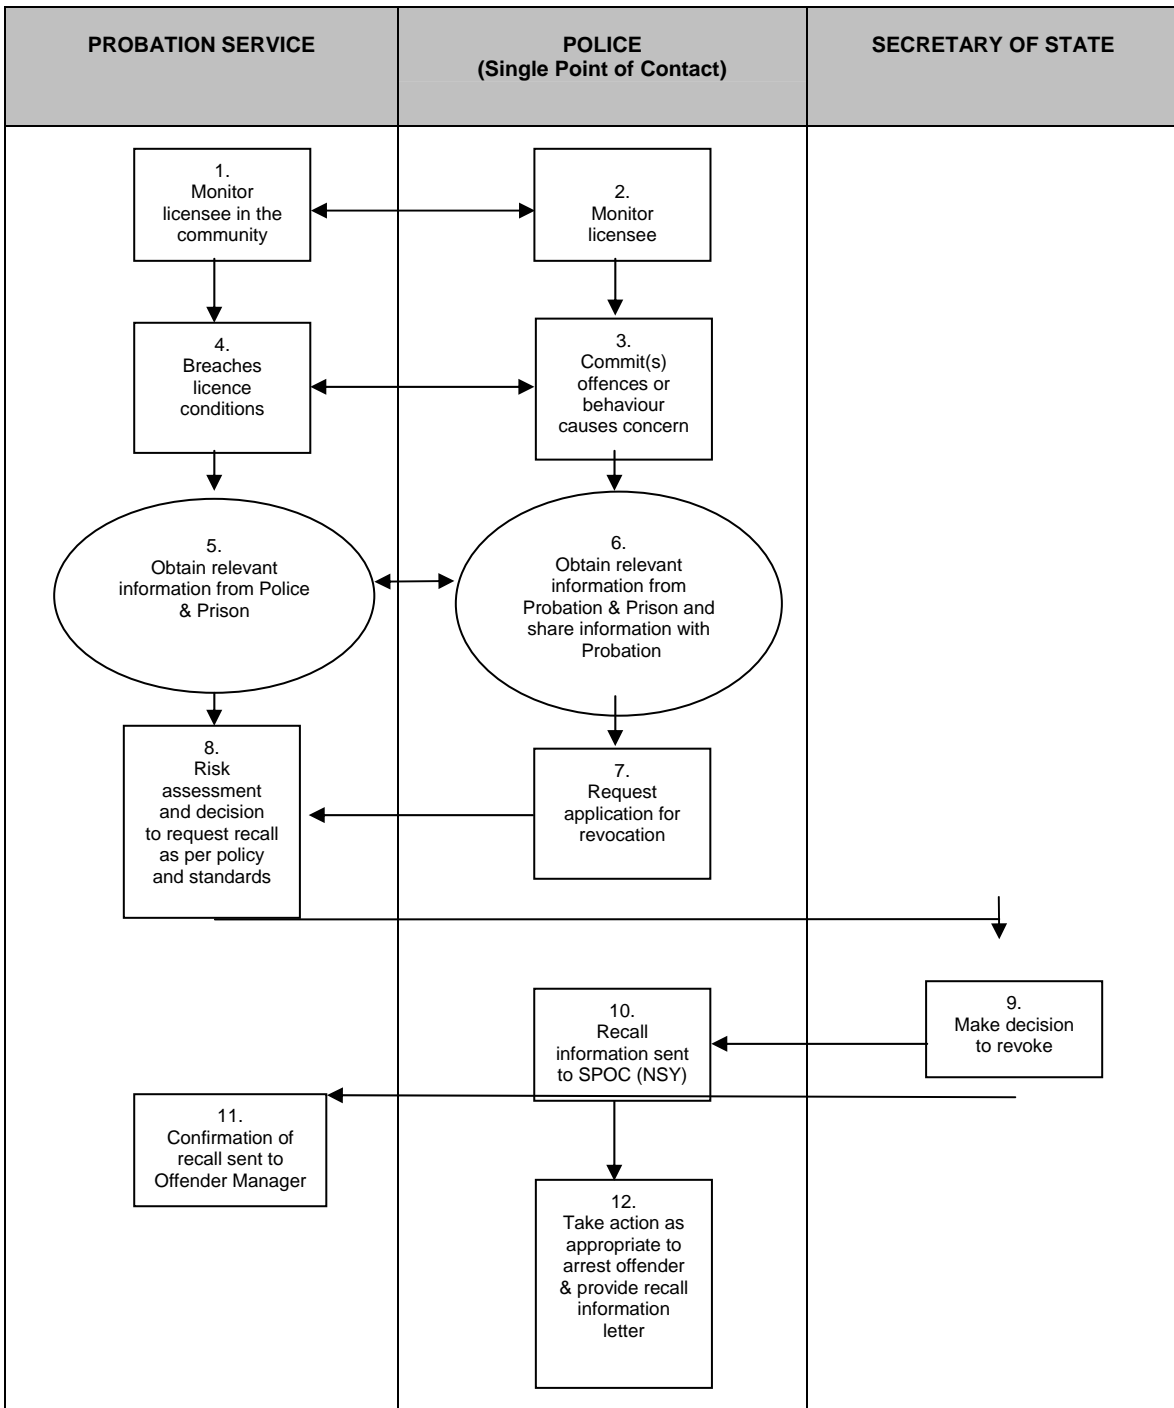 PROBATION SERVICE
POLICE
(Single Point of Contact)
SECRETARY OF STATE
1.
Monitor
licensee in the
community
2.
Monitor
licensee
4.
Breaches
licence
conditions
3.
Commit(s)
offences or
behaviour
causes concern
5.
Obtain relevant
information from Police
& Prison
6.
Obtain relevant
information from
Probation & Prison and
share information with
Probation
8.
Risk
assessment
and decision
to request recall
as per policy
and standards
7.
Request
application for
revocation
9.
Make decision
to revoke
10.
Recall
information sent
to SPOC (NSY)
11.
Confirmation of
recall sent to
Offender Manager
12.
Take action as
appropriate to
arrest offender
& provide recall
information
letter